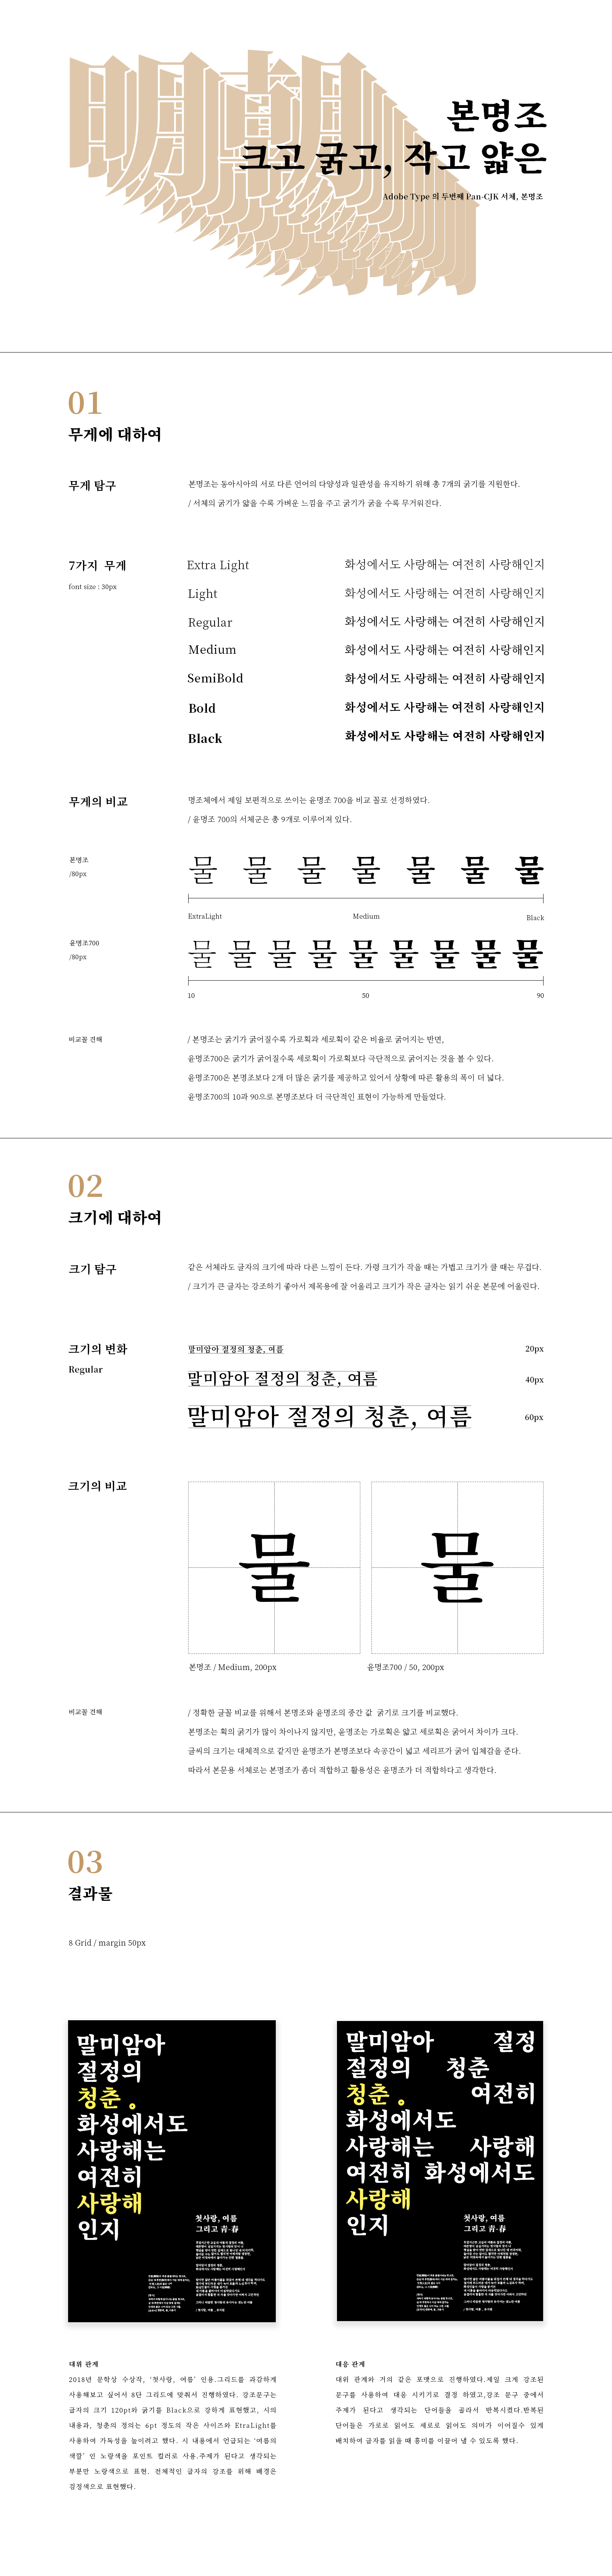 明朝
본명조
크고 굵고, 작고 얇은
Adobe Type 의 두번째 Pan-CJK 서체, 본명조
01
무게에 대하여
무게 탐구
본명조는 동아시아의 서로 다른 언어의 다양성과 일관성을 유지하기 위해 총 7개의 굵기를 지원한다.
/ 서체의 굵기가 얇을 수록 가벼운 느낌을 주고 굵기가 굵을 수록 무거워진다.
7가지 무게
font size : 30px
Extra Light 화성에서도 사랑해는 여전히 사랑해인지
Light 화성에서도 사랑해는 여전히 사랑해인지
Regular 화성에서도 사랑해는 여전히 사랑해인지
Medium 화성에서도 사랑해는 여전히 사랑해인지
SemiBold 화성에서도 사랑해는 여전히 사랑해인지
Bold 화성에서도 사랑해는 여전히 사랑해인지
Black 화성에서도 사랑해는 여전히 사랑해인지
무게의 비교
명조체에서 제일 보편적으로 쓰이는 윤명조 700을 비교 꼴로 선정하였다.
/ 윤명조 700의 서체군은 총 9개로 이루어져 있다.
본명조
/80px
물 물 물 물 물 물 물
ExtraLight Medium Black
윤명조700
/80px
물 물 물 물 물 물 물 물 물
10 50 90
비교꼴 견해
/ 본명조는 굵기가 굵어질수록 가로획과 세로획이 같은 비율로 굵어지는 반면,
윤명조700은 굵기가 굵어질수록 세로획이 가로획보다 극단적으로 굵어지는 것을 볼 수 있다.
윤명조700은 본명조보다 2개 더 많은 굵기를 제공하고 있어서 상황에 따른 활용의 폭이 더 넓다.
윤명조700의 10과 90으로 본명조보다 더 극단적인 표현이 가능하게 만들었다.
02
크기에 대하여
크기 탐구
같은 서체라도 글자의 크기에 따라 다른 느낌이 든다. 가령 크기가 작을 때는 가볍고 크기가 클 때는 무겁다.
/ 크기가 큰 글자는 강조하기 좋아서 제목용에 잘 어울리고 크기가 작은 글자는 읽기 쉬운 본문에 어울린다.
크기의 변화
Regular
말미암아 절정의 청춘, 여름 20px
말미암아 절정의 청춘, 여름 40px
말미암아 절정의 청춘, 여름 60px
크기의 비교
물 물
본명조 / Medium, 200px
윤명조700 / 50, 200px
비교꼴 견해
/ 정확한 글꼴 비교를 위해서 본명조와 윤명조의 중간 값 굵기로 크기를 비교했다.
본명조는 획의 굵기가 많이 차이나지 않지만, 윤명조는 가로획은 얇고 세로획은 굵어서 차이가 크다.
글씨의 크기는 대체적으로 같지만 윤명조가 본명조보다 속공간이 넓고 세리프가 굵어 입체감을 준다.
따라서 본문용 서체로는 본명조가 좀더 적합하고 활용성은 윤명조가 더 적합하다고 생각한다.
03
결과물
8 Grid / margin 50px
말미암아
절정의
청춘 。
화성에서도
사랑해는
여전히
사랑해
인지
첫사랑, 여름
그리고 靑·春
말미암아 절정
절정의 청춘
청춘 。 여전히
화성에서도
사랑해는 사랑해
여전히 화성에서도
사랑해
인지
첫사랑, 여름
그리고 靑·春
대위 관계
2018년 문학상 수상작, ‘첫사랑, 여름’ 인용.그리드를 과감하게
사용해보고 싶어서 8단 그리드에 맞춰서 진행하였다. 강조문구는
글자의 크기 120pt와 굵기를 Black으로 강하게 표현했고, 시의
내용과, 청춘의 정의는 6pt 정도의 작은 사이즈와 EtraLight를
사용하여 가독성을 높이려고 했다. 시 내용에서 언급되는 ‘여름의
색깔’ 인 노랑색을 포인트 컬러로 사용.주제가 된다고 생각되는
부분만 노랑색으로 표현. 전체적인 글자의 강조를 위해 배경은
검정색으로 표현했다.
대응 관계
대위 관계와 거의 같은 포맷으로 진행하였다.제일 크게 강조된
문구를 사용하여 대응 시키기로 결정 하였고,강조 문구 중에서
주제가 된다고 생각되는 단어들을 골라서 반복시켰다.반복된
단어들은 가로로 읽어도 세로로 읽어도 의미가 이어질수 있게
배치하여 글자를 읽을 때 흥미를 이끌어 낼 수 있도록 했다.